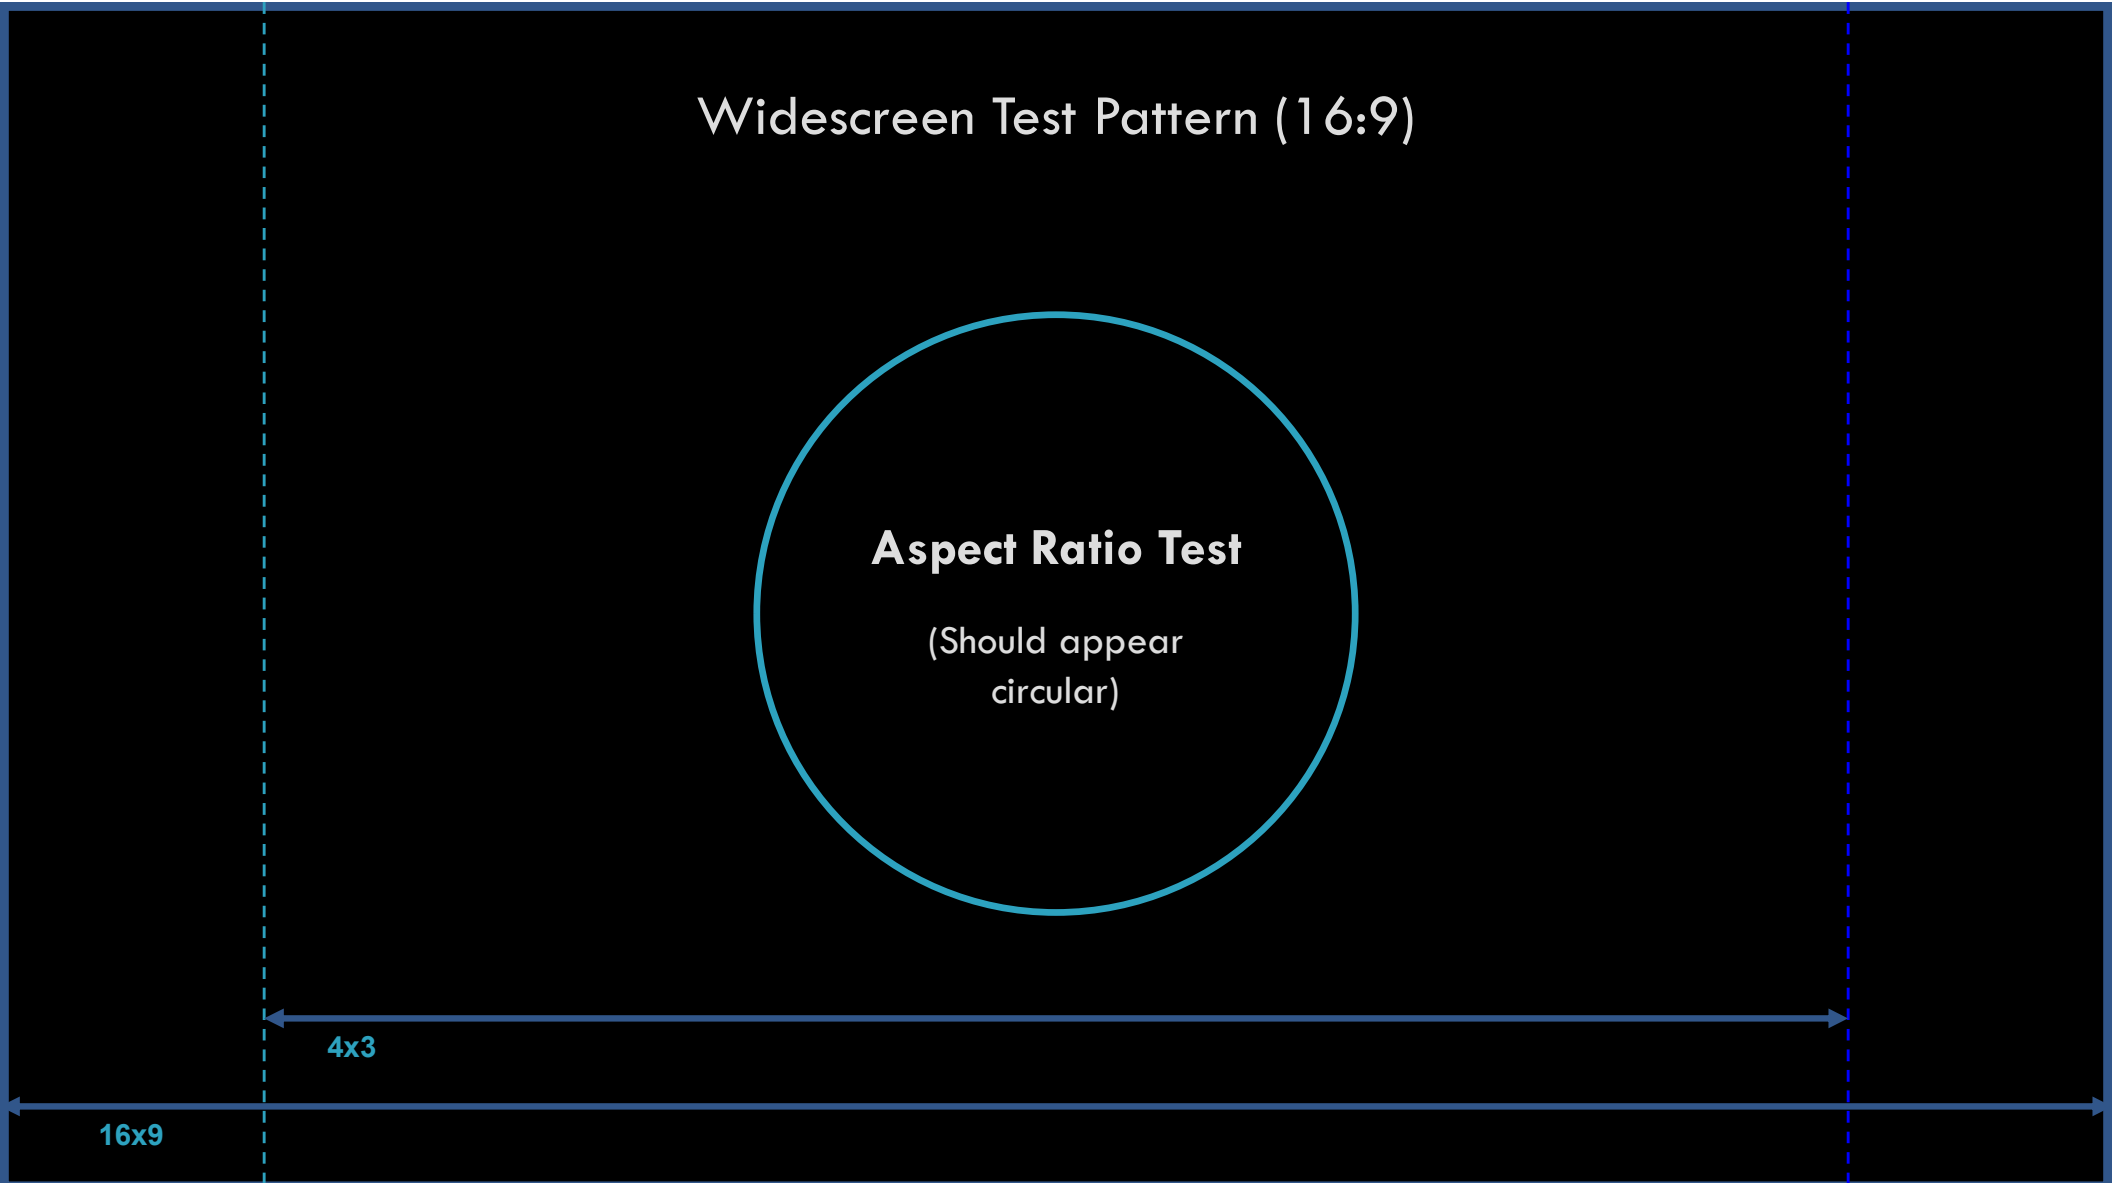 Widescreen Test Pattern (16:9)
Aspect Ratio Test
(Should appear
circular)
4x3
16x9